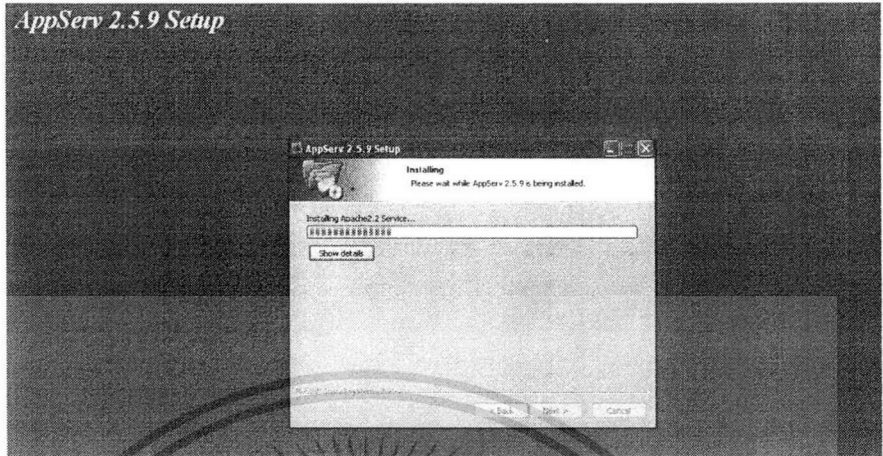 AppServ 2.5.9 Setup
AppServ 2.5.9 Setup
Installing
Please wait while AppServ 2.5.9 is being installed.
Installing Apache2.2 Service...
Show details
< Back Next > Cancel